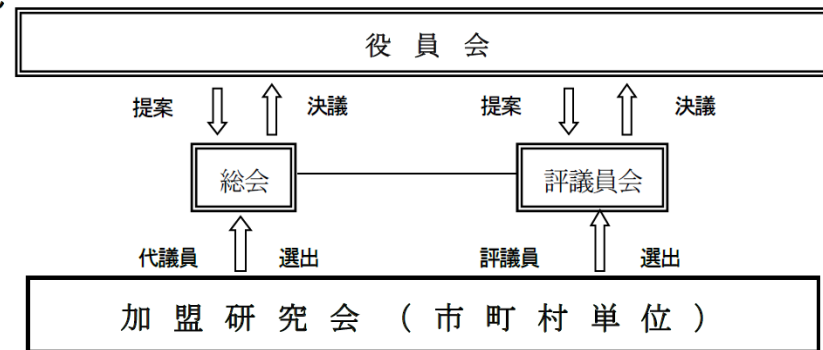 役員会
提案 決議 提案 決議
総会 評議員会
代議員 選出 評議員 選出
加盟研究会(市町村単位)